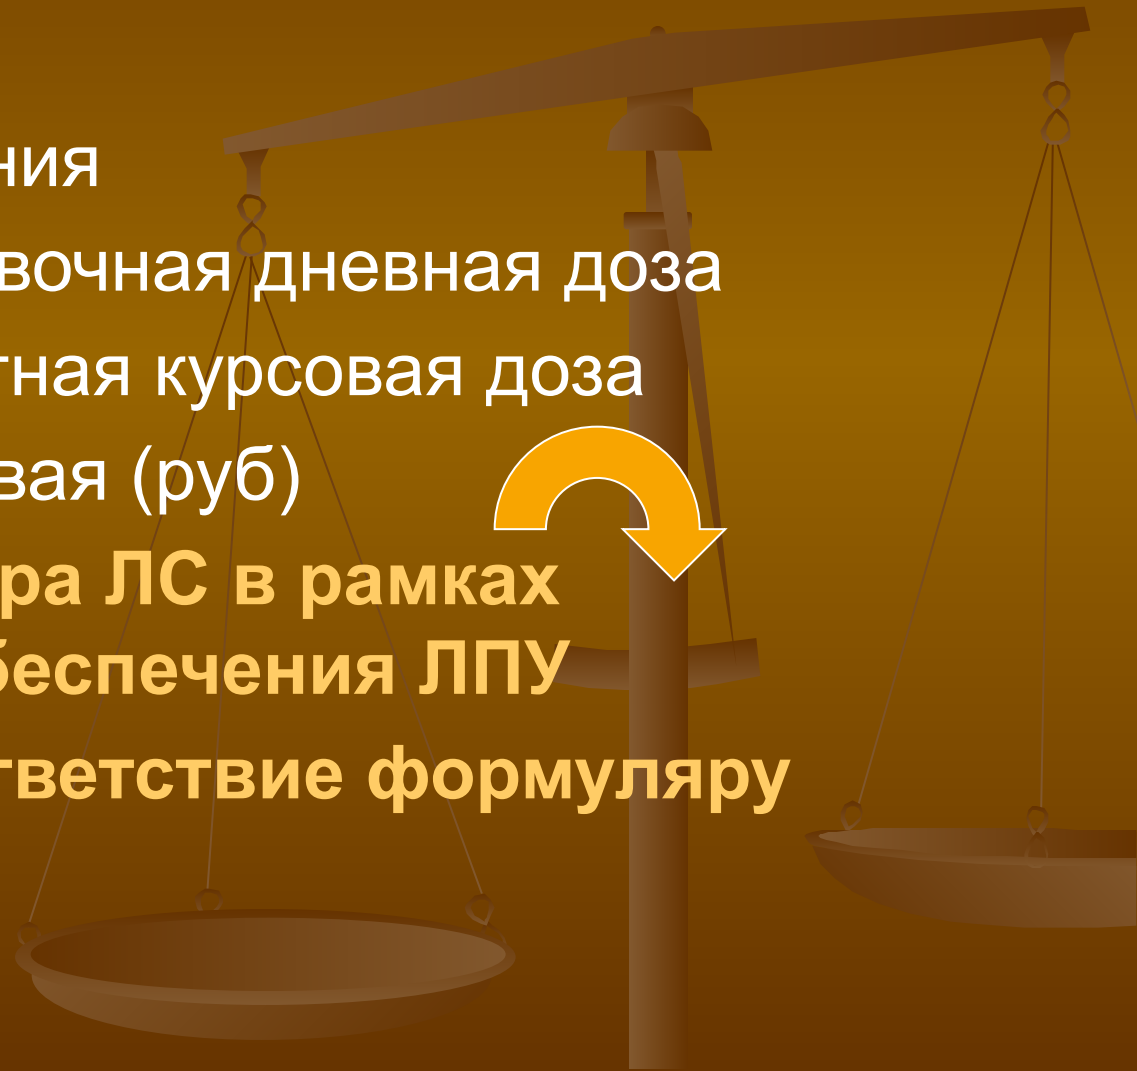 ния
вочная дневная доза
тная курсовая доза
вая (руб)
ра ЛС в рамках
беспечения ЛПУ
тветствие формуляру